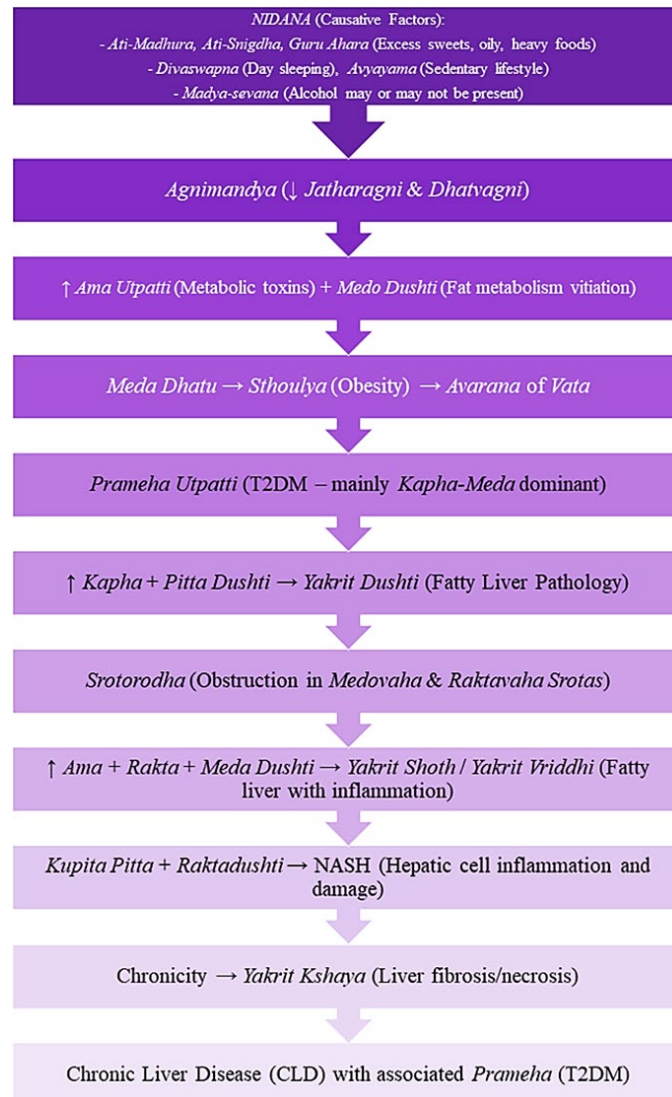 NIDANA (Causative Factors):
- Ati-Madhura, Ati-Snigdha, Guru Ahara (Excess sweets, oily, heavy foods)
- Divaswapna (Day sleeping), Avyayama (Sedentary lifestyle)
- Madya-sevana (Alcohol may or may not be present)
Agnimandya (↓ Jatharagni & Dhatvagni)
↑ Ama Utpatti (Metabolic toxins) + Medo Dushti (Fat metabolism vitiation)
Meda Dhatu → Sthoulya (Obesity) → Avarana of Vata
Prameha Utpatti (T2DM – mainly Kapha-Meda dominant)
↑ Kapha + Pitta Dushti → Yakrit Dushti (Fatty Liver Pathology)
Srotorodha (Obstruction in Medovaha & Raktavaha Srotas)
↑ Ama + Rakta + Meda Dushti → Yakrit Shoth / Yakrit Vriddhi (Fatty
liver with inflammation)
Kupita Pitta + Raktadushti → NASH (Hepatic cell inflammation and
damage)
Chronicity → Yakrit Kshaya (Liver fibrosis/necrosis)
Chronic Liver Disease (CLD) with associated Prameha (T2DM)